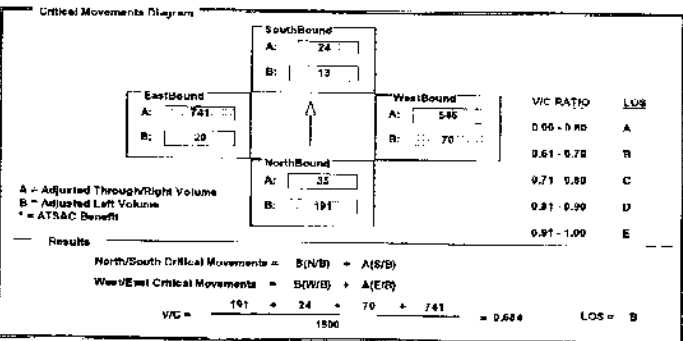 Critical Movements Diagram
SouthBound
A: 24
B: 13
EastBound
A: 741
B: 20
WestBound
A: 546
B: 70
NorthBound
A: 35
B: 191
V/C RATIO LOS
0.00 - 0.60 A
0.61 - 0.70 B
0.71 - 0.80 C
0.81 - 0.90 D
0.91 - 1.00 E
A = Adjusted Through/Right Volume
B = Adjusted Left Volume
* = ATSAC Benefit
Results
North/South Critical Movements = B(N/B) + A(S/B)
West/East Critical Movements = B(W/B) + A(E/B)
V/C = 191 + 24 + 70 + 741
1500
= 0.684 LOS = B